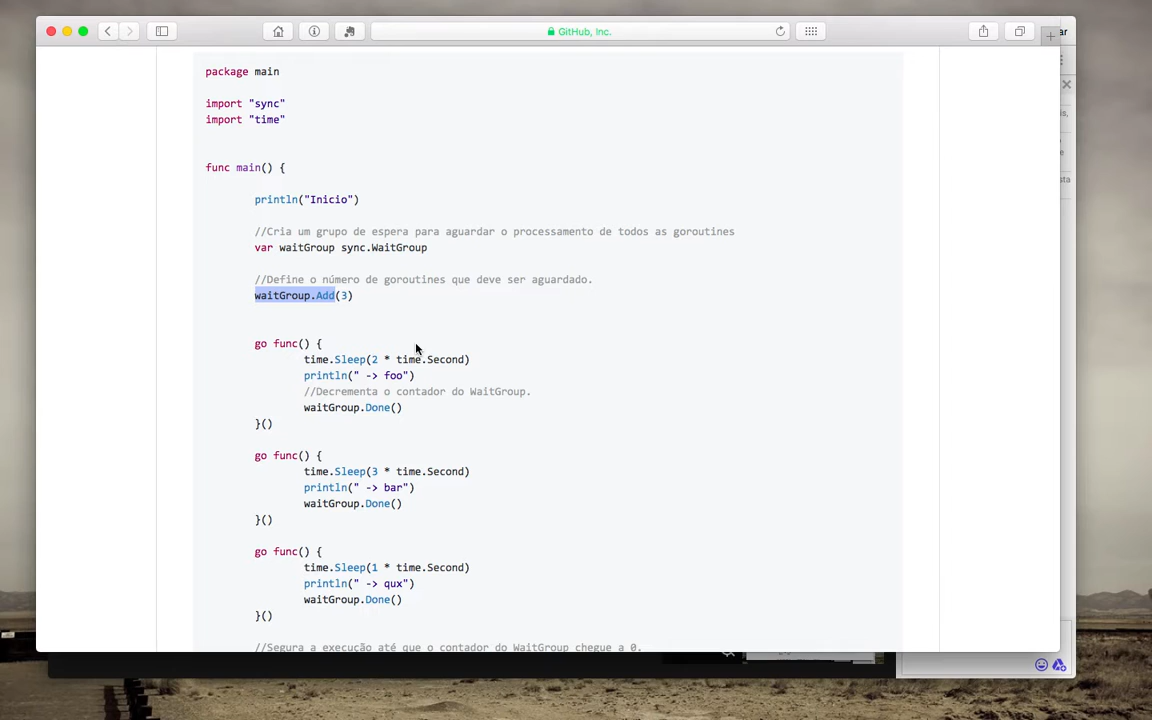 GitHub, Inc.
ar
package main
import "sync"
import "time"
func main() {
println("Inicio")
//Cria um grupo de espera para aguardar o processamento de todos as goroutines
var waitGroup sync.WaitGroup
//Define o número de goroutines que deve ser aguardado.
waitGroup.Add(3)
go func() {
time.Sleep(2 * time.Second)
println(" -> foo")
//Decrementa o contador do WaitGroup.
waitGroup.Done()
}()
go func() {
time.Sleep(3 * time.Second)
println(" -> bar")
waitGroup.Done()
}()
go func() {
time.Sleep(1 * time.Second)
println(" -> qux")
waitGroup.Done()
}()
//Segura a execução até que o contador do WaitGroup chegue a 0.